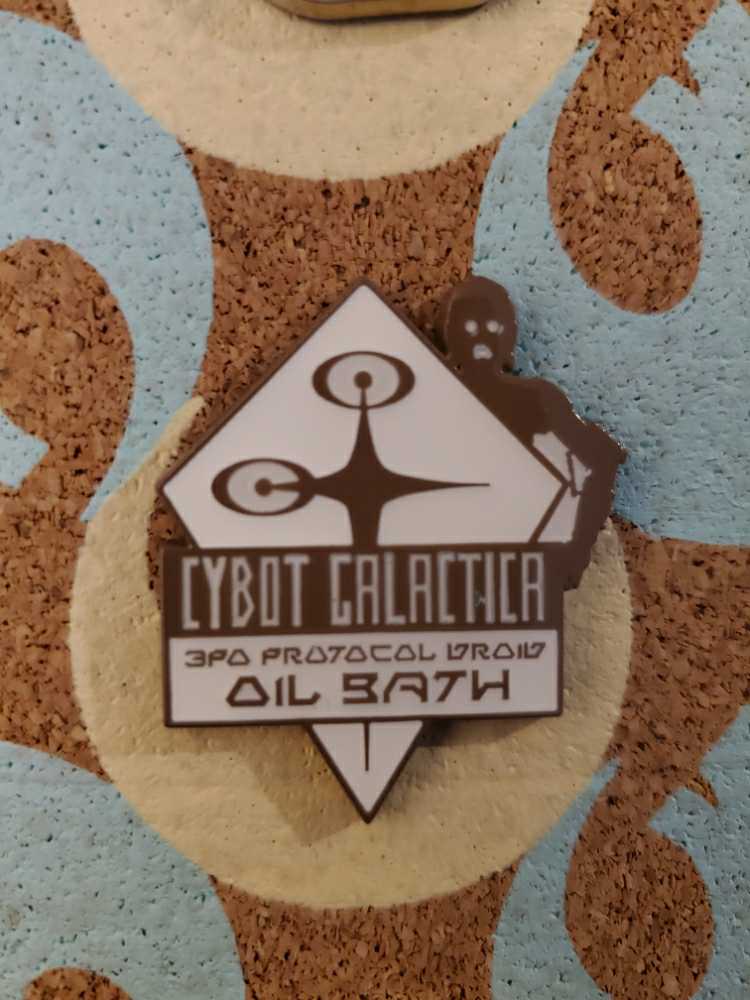 CYBOT GALACTICA
3PO PROTOCOL DROID
OIL BATH